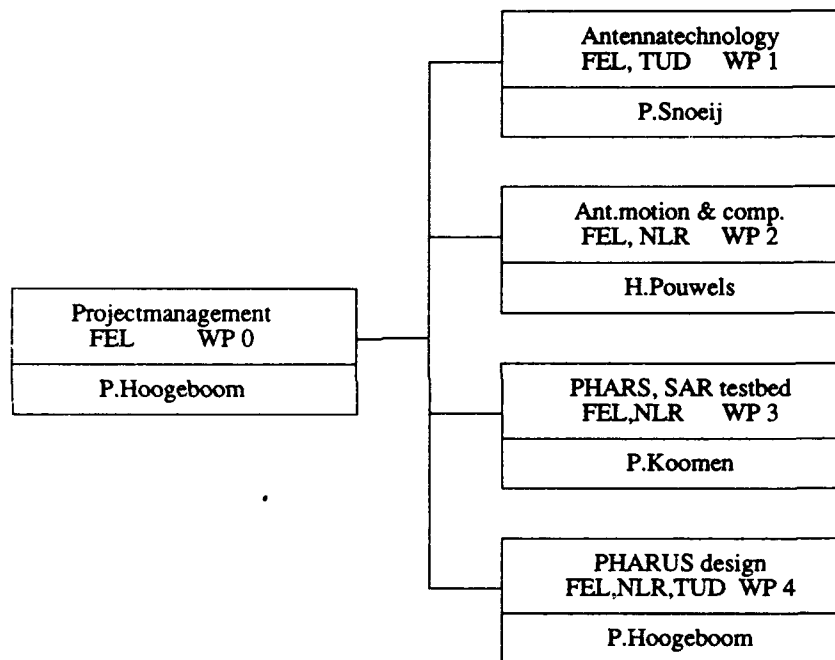 Antennatechnology
FEL, TUD WP 1
P.Snoeij
Ant.motion & comp.
FEL, NLR WP 2
H.Pouwels
Projectmanagement
FEL WP 0
P.Hoogeboom
PHARS, SAR testbed
FEL,NLR WP 3
P.Koomen
PHARUS design
FEL,NLR,TUD WP 4
P.Hoogeboom